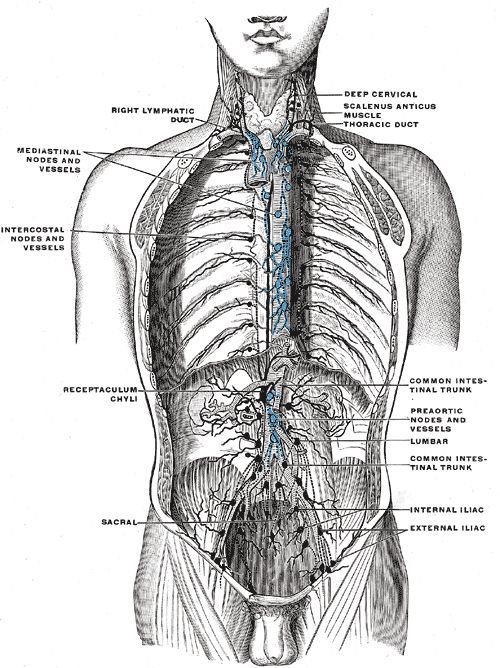 DEEP CERVICAL
SCALENUS ANTICUS
MUSCLE
THORACIC DUCT
RIGHT LYMPHATIC
DUCT
MEDIASTINAL
NODES AND
VESSELS
INTERCOSTAL
NODES AND
VESSELS
RECEPTACULUM
CHYLI
COMMON INTES-
TINAL TRUNK
PREAORTIC
NODES AND
VESSELS
LUMBAR
COMMON INTES-
TINAL TRUNK
SACRAL
INTERNAL ILIAC
EXTERNAL ILIAC